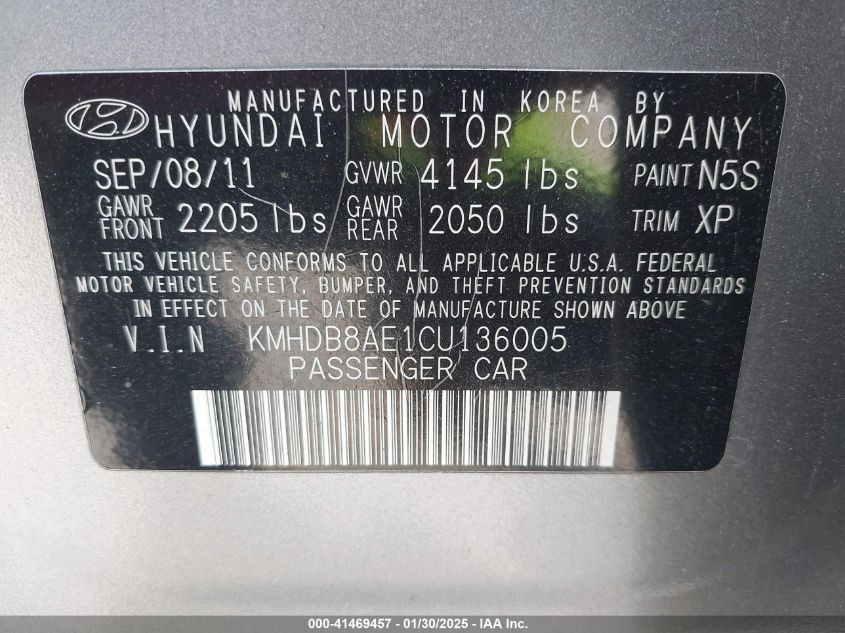 MANUFACTURED IN KOREA BY
HYUNDAI MOTOR COMPANY
SEP/08/11 GVWR 4145 lbs PAINT N5S
GAWR FRONT 2205 lbs GAWR REAR 2050 lbs TRIM XP
THIS VEHICLE CONFORMS TO ALL APPLICABLE U.S.A. FEDERAL
MOTOR VEHICLE SAFETY, BUMPER, AND THEFT PREVENTION STANDARDS
IN EFFECT ON THE DATE OF MANUFACTURE SHOWN ABOVE
V.I.N KMHDB8AE1CU136005
PASSENGER CAR
000-41469457 - 01/30/2025 - IAA Inc.